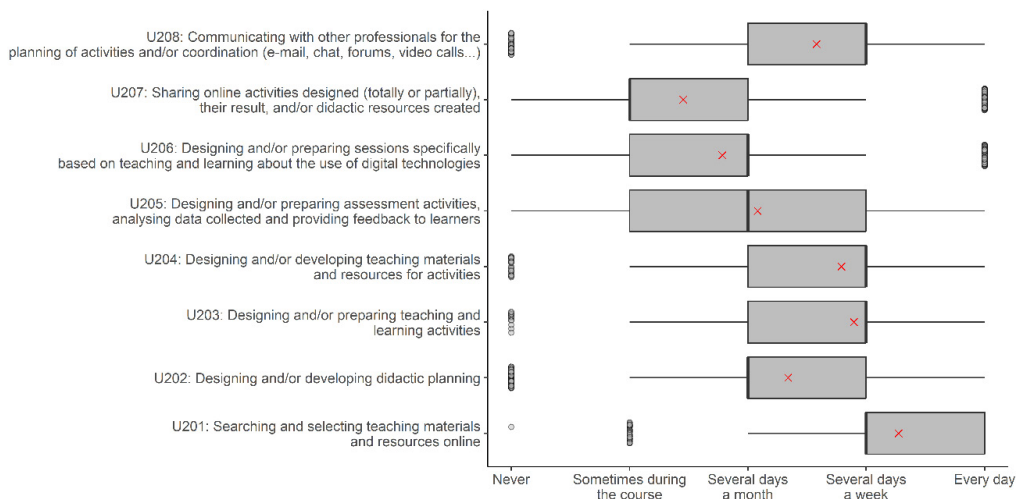 U208: Communicating with other professionals for the
planning of activities and/or coordination (e-mail, chat, forums, video calls...)
U207: Sharing online activities designed (totally or partially),
their result, and/or didactic resources created
U206: Designing and/or preparing sessions specifically
based on teaching and learning about the use of digital technologies
U205: Designing and/or preparing assessment activities,
analysing data collected and providing feedback to learners
U204: Designing and/or developing teaching materials
and resources for activities
U203: Designing and/or preparing teaching and
learning activities
U202: Designing and/or developing didactic planning
U201: Searching and selecting teaching materials
and resources online
Never
Sometimes during
the course
Several days
a month
Several days
a week
Every day